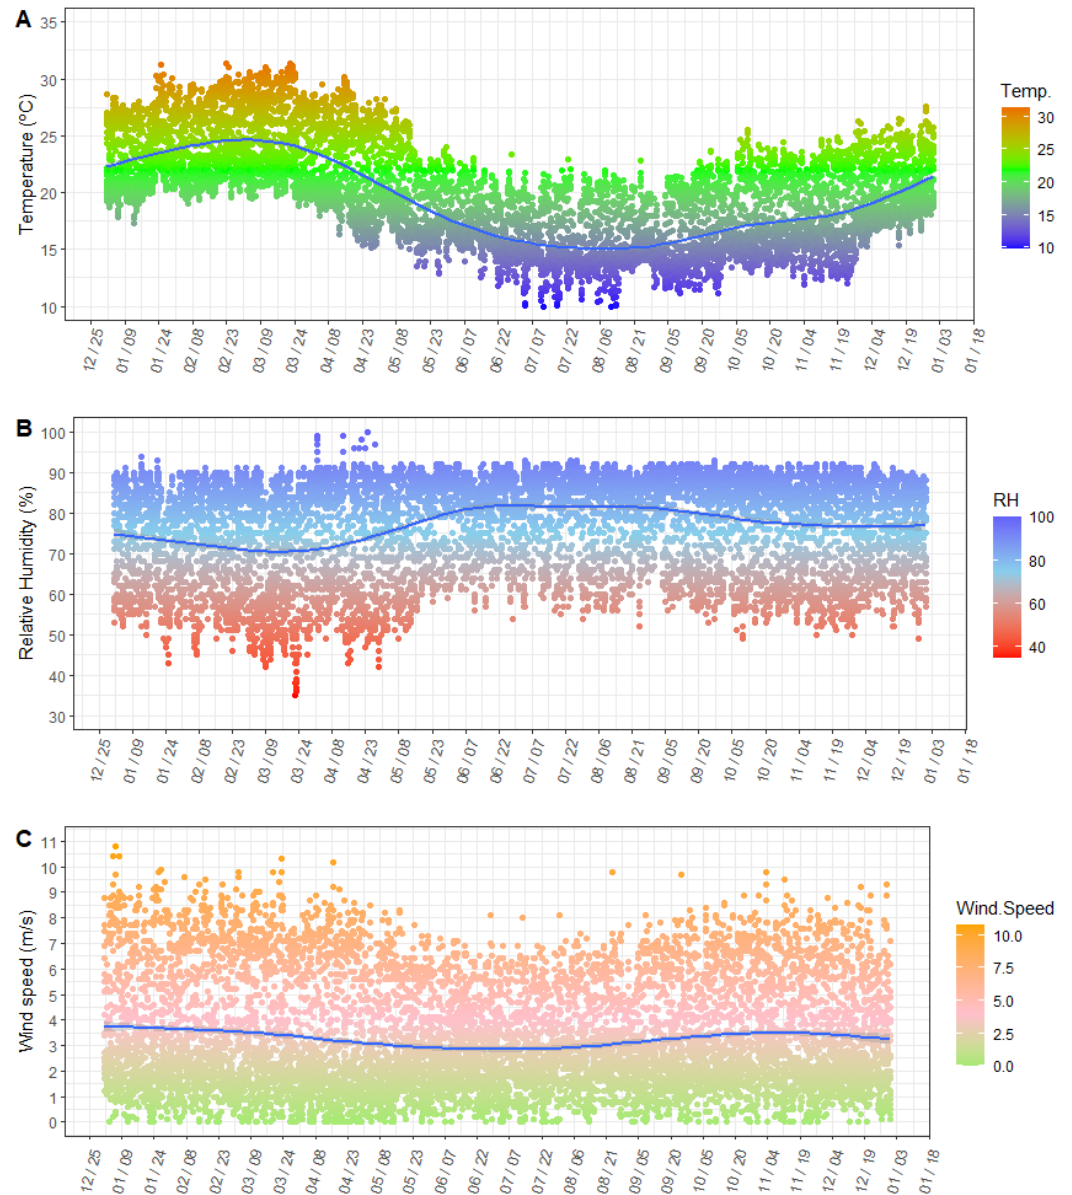 A
35
30
25
20
15
10
Temperature (ºC)
12 / 25
01 / 09
01 / 24
02 / 08
02 / 23
03 / 09
03 / 24
04 / 08
04 / 23
05 / 08
05 / 23
06 / 07
06 / 22
07 / 07
07 / 22
08 / 06
08 / 21
09 / 05
09 / 20
10 / 05
10 / 20
11 / 04
11 / 19
12 / 04
12 / 19
01 / 03
01 / 18
Temp.
30
25
20
15
10
B
100
90
80
70
60
50
40
30
Relative Humidity (%)
12 / 25
01 / 09
01 / 24
02 / 08
02 / 23
03 / 09
03 / 24
04 / 08
04 / 23
05 / 08
05 / 23
06 / 07
06 / 22
07 / 07
07 / 22
08 / 06
08 / 21
09 / 05
09 / 20
10 / 05
10 / 20
11 / 04
11 / 19
12 / 04
12 / 19
01 / 03
01 / 18
RH
100
80
60
40
C
11
10
9
8
7
6
5
4
3
2
1
0
Wind speed (m/s)
12 / 25
01 / 09
01 / 24
02 / 08
02 / 23
03 / 09
03 / 24
04 / 08
04 / 23
05 / 08
05 / 23
06 / 07
06 / 22
07 / 07
07 / 22
08 / 06
08 / 21
09 / 05
09 / 20
10 / 05
10 / 20
11 / 04
11 / 19
12 / 04
12 / 19
01 / 03
01 / 18
Wind.Speed
10.0
7.5
5.0
2.5
0.0